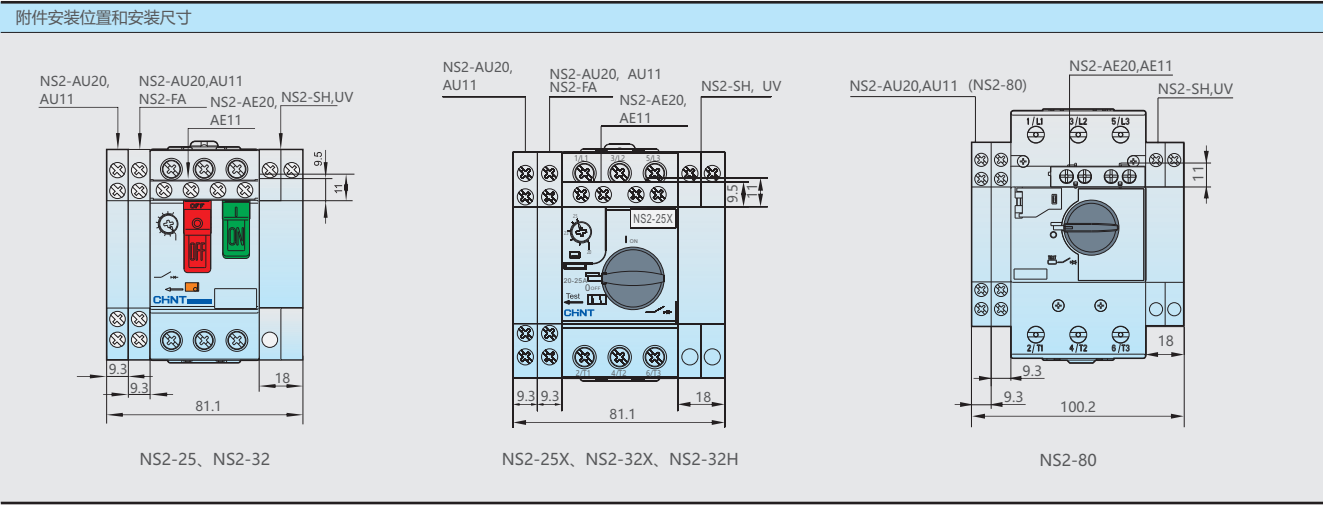 附件安装位置和安装尺寸
NS2-AU20,
AU11
NS2-AU20,AU11
NS2-FA
NS2-AE20,
AE11
NS2-SH,UV
9.5
11
OFF
OFF
ON
CHNT
9.3
9.3
18
81.1
NS2-25、NS2-32
NS2-AU20,
AU11
NS2-AU20, AU11
NS2-FA
NS2-AE20,
AE11
NS2-SH, UV
1/L1
3/L2
5/L3
9.5
11
NS2-25X
I ON
20-25A
0OFF
Test
CHNT
2/T1
4/T2
6/T3
9.3
9.3
18
81.1
NS2-25X、NS2-32X、NS2-32H
NS2-AU20,AU11 (NS2-80)
NS2-AE20,AE11
NS2-SH,UV
1/L1
3/L2
5/L3
11
2/T1
4/T2
6/T3
18
9.3
9.3
100.2
NS2-80